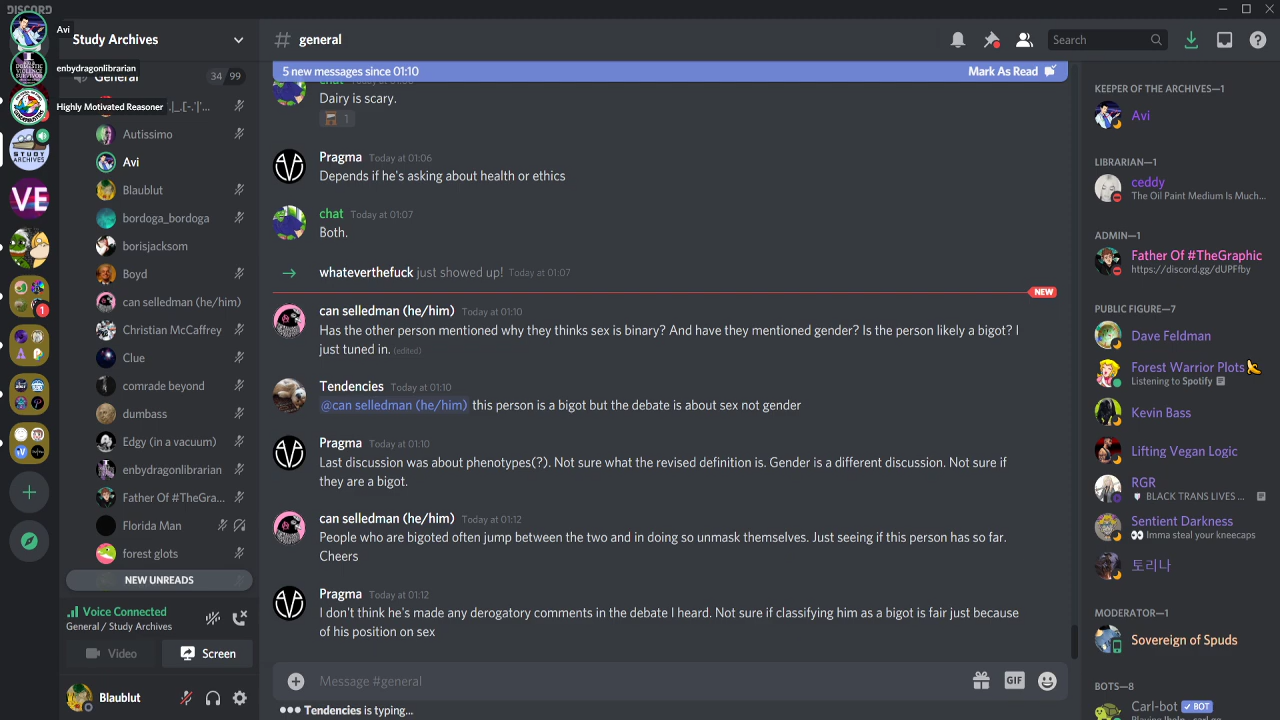 DISCORD
Avi
enbydragonlibrarian
Highly Motivated Reasoner
DOMESTIC
VIOLENCE
SURVIVOR
STUDY
ARCHIVES
VE
1
Study Archives
General
34 99
Autissimo
Avi
Blaublut
bordoga_bordoga
borisjacksom
Boyd
can selledman (he/him)
Christian McCaffrey
Clue
comrade beyond
dumbass
Edgy (in a vacuum)
enbydragonlibrarian
Father Of #TheGra...
Florida Man
forest glots
NEW UNREADS
Voice Connected
General / Study Archives
Video
Screen
Blaublut
# general
Search
5 new messages since 01:10
Mark As Read
Dairy is scary.
1
Pragma Today at 01:06
Depends if he's asking about health or ethics
chat Today at 01:07
Both.
whateverthefuck just showed up! Today at 01:07
NEW
can selledman (he/him) Today at 01:10
Has the other person mentioned why they thinks sex is binary? And have they mentioned gender? Is the person likely a bigot? I
just tuned in. (edited)
Tendencies Today at 01:10
@can selledman (he/him) this person is a bigot but the debate is about sex not gender
Pragma Today at 01:10
Last discussion was about phenotypes(?). Not sure what the revised definition is. Gender is a different discussion. Not sure if
they are a bigot.
can selledman (he/him) Today at 01:12
People who are bigoted often jump between the two and in doing so unmask themselves. Just seeing if this person has so far.
Cheers
Pragma Today at 01:12
I don't think he's made any derogatory comments in the debate I heard. Not sure if classifying him as a bigot is fair just because
of his position on sex
Message #general
GIF
Tendencies is typing...
KEEPER OF THE ARCHIVES—1
Avi
LIBRARIAN—1
ceddy
The Oil Paint Medium Is Much...
ADMIN—1
Father Of #TheGraphic
https://discord.gg/dUPFfby
PUBLIC FIGURE—7
Dave Feldman
Forest Warrior Plots
Listening to Spotify
Kevin Bass
Lifting Vegan Logic
RGR
BLACK TRANS LIVES ...
Sentient Darkness
Imma steal your kneecaps
토리나
MODERATOR—1
Sovereign of Spuds
BOTS—8
Carl-bot BOT